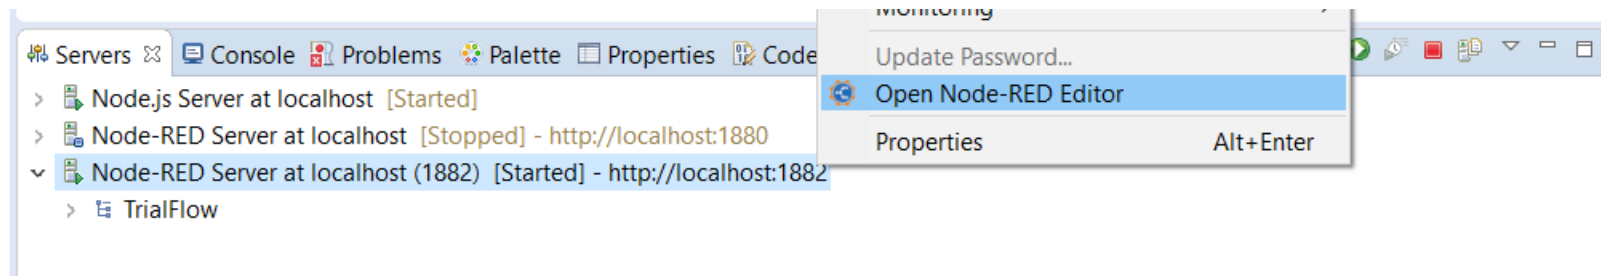 Monitoring
Servers Console Problems Palette Properties Code
Update Password...
Open Node-RED Editor
Properties Alt+Enter
Node.js Server at localhost [Started]
Node-RED Server at localhost [Stopped] - http://localhost:1880
Node-RED Server at localhost (1882) [Started] - http://localhost:1882
TrialFlow